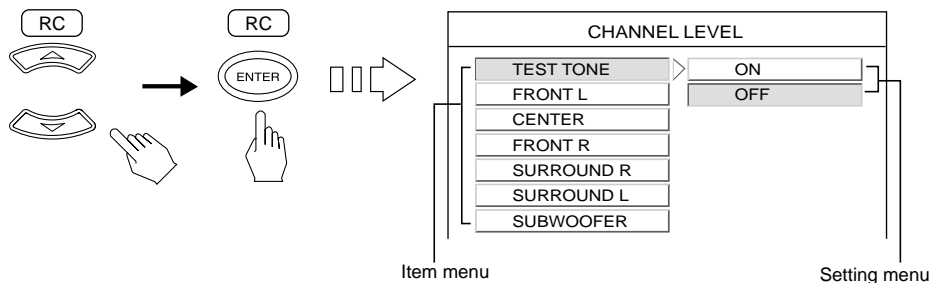 RC
RC
ENTER
CHANNEL LEVEL
TEST TONE
ON
FRONT L
OFF
CENTER
FRONT R
SURROUND R
SURROUND L
SUBWOOFER
Item menu
Setting menu